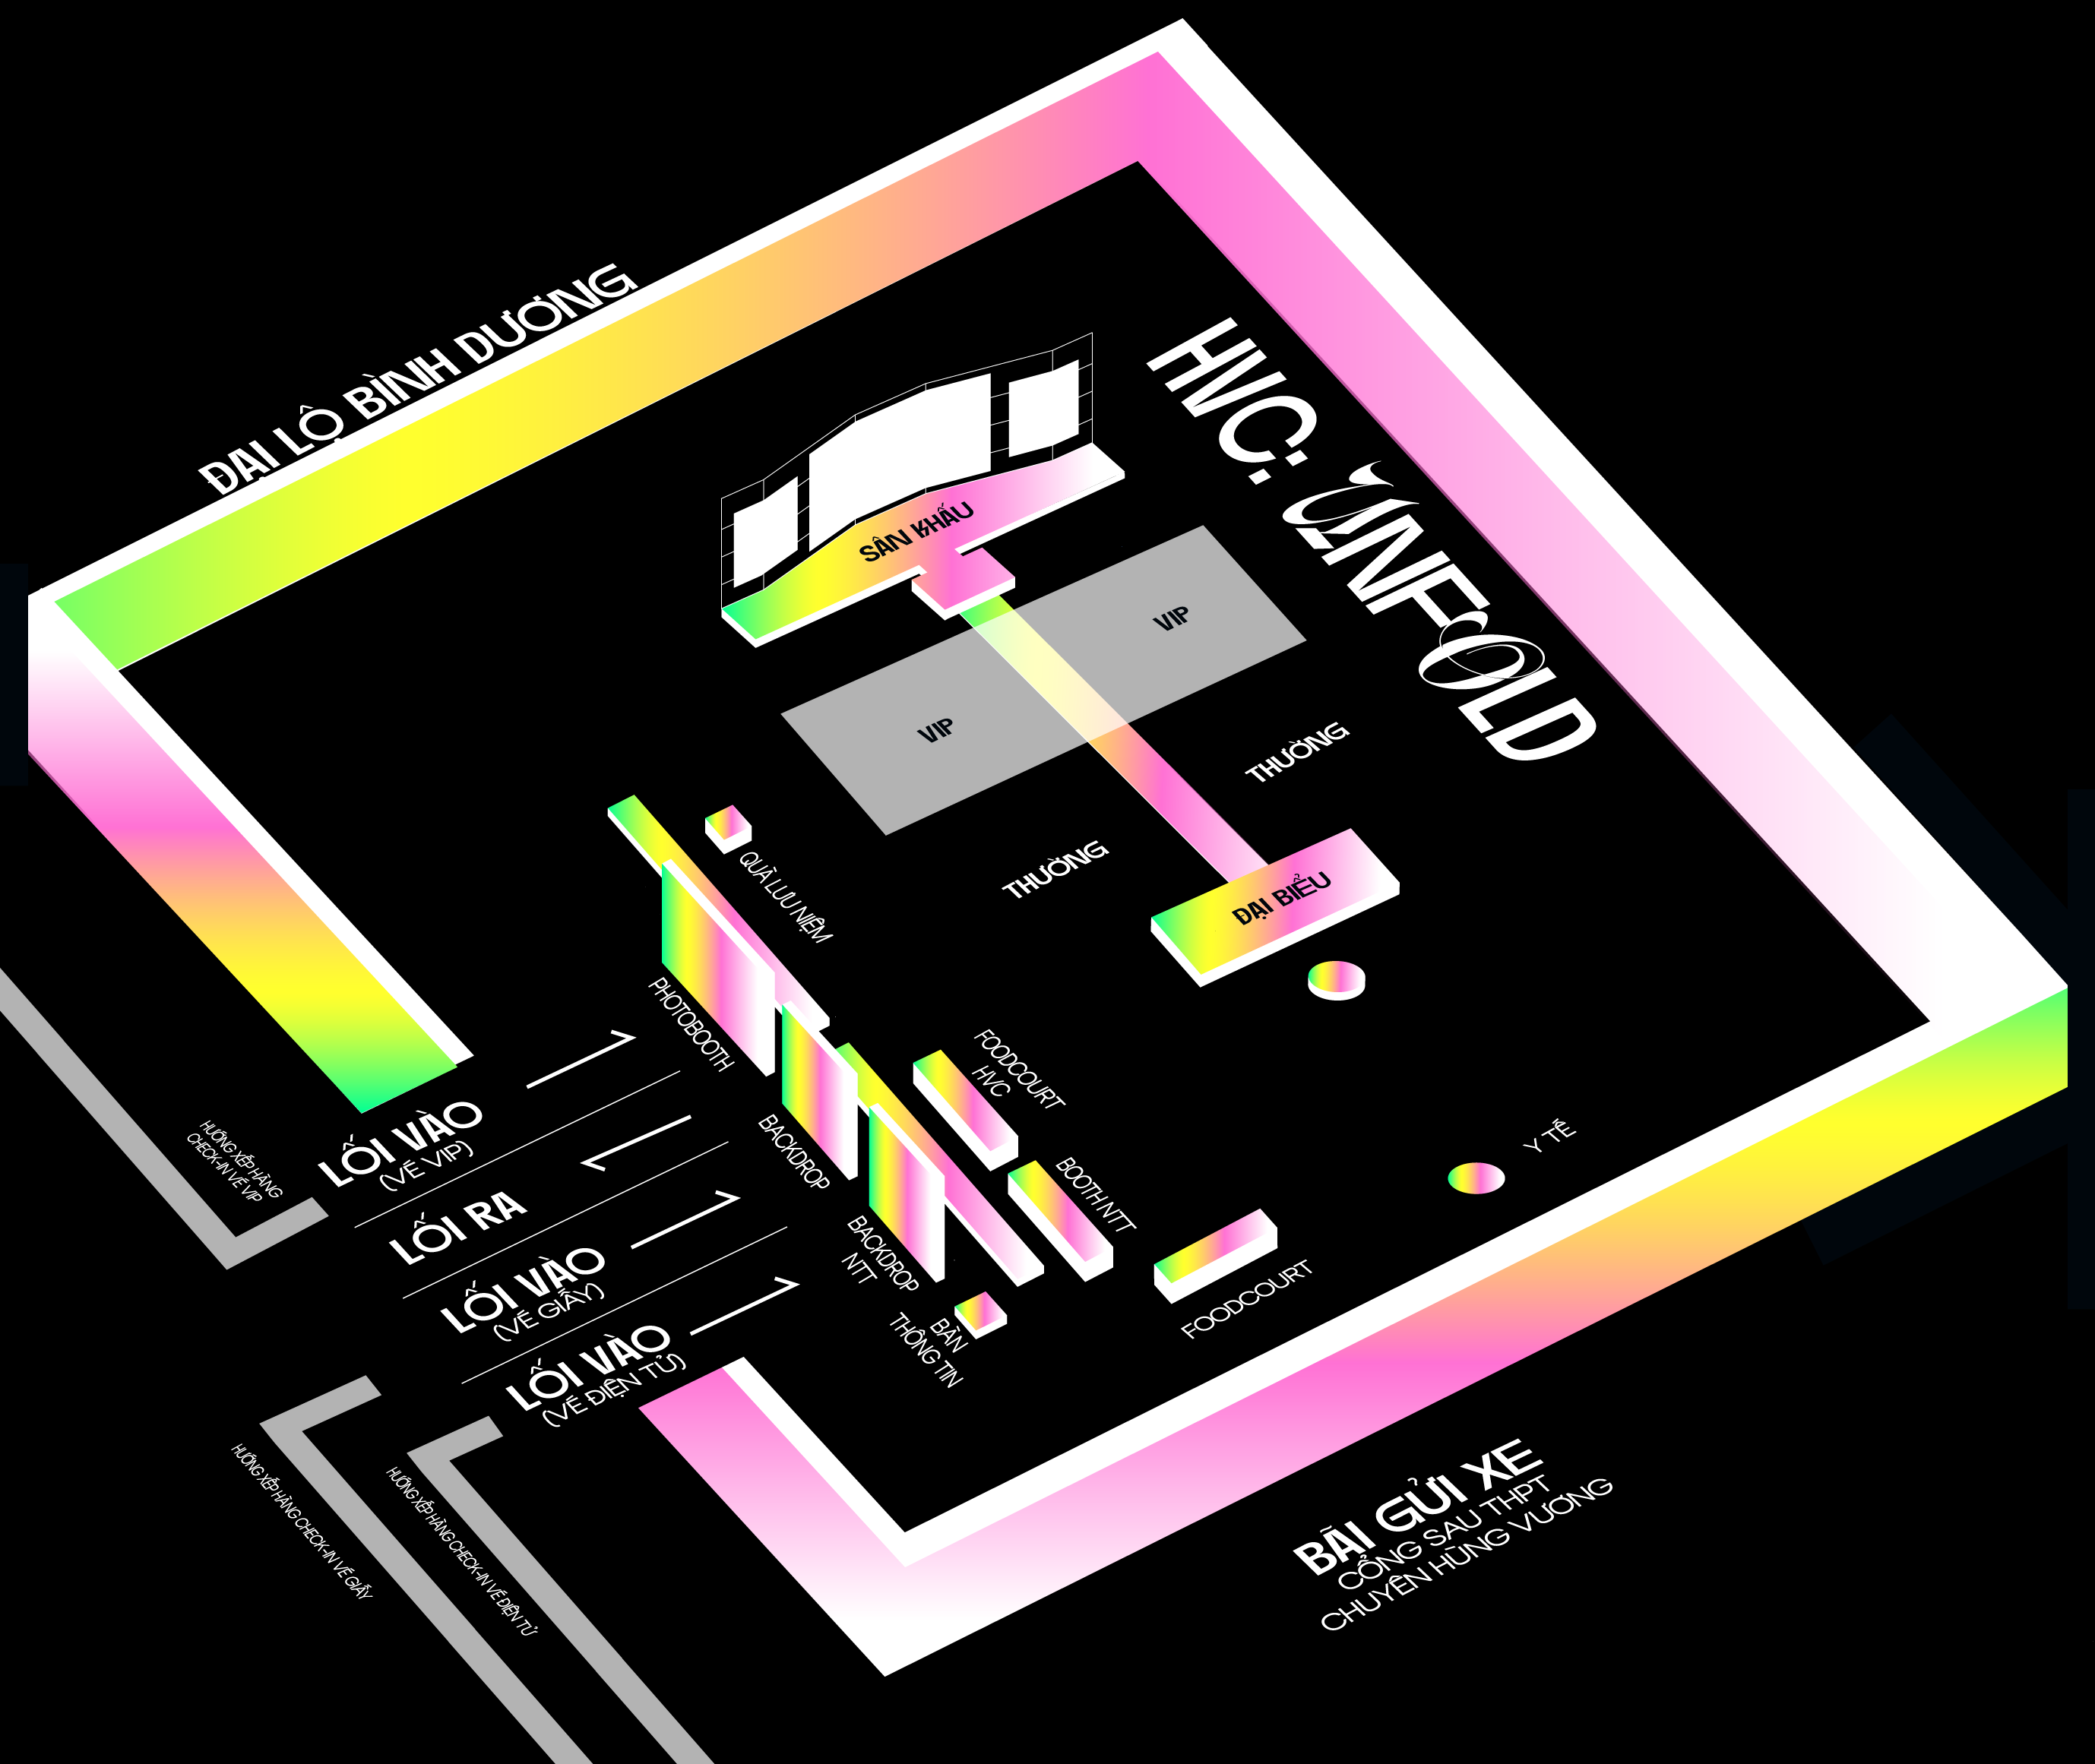 ĐẠI LỘ BÌNH DƯƠNG
HVC: UNFOLD
SÂN KHẤU
VIP
VIP
THƯỜNG
THƯỜNG
ĐẠI BIỂU
QUÀ LƯU NIỆM
PHOTOBOOTH
BACKDROP
BACKDROP
NTT
FOODCOURT
HVC
BOOTH NTT
FOODCOURT
Y TẾ
BÀN
THÔNG TIN
LỐI VÀO
(VÉ VIP)
LỐI RA
LỐI VÀO
(VÉ GIẤY)
LỐI VÀO
(VÉ ĐIỆN TỬ)
HƯỚNG XẾP HÀNG
CHECK-IN VÉ VIP
HƯỚNG XẾP HÀNG CHECK-IN VÉ GIẤY
HƯỚNG XẾP HÀNG CHECK-IN VÉ ĐIỆN TỬ
BÃI GỬI XE
CỔNG SAU THPT
CHUYÊN HÙNG VƯƠNG